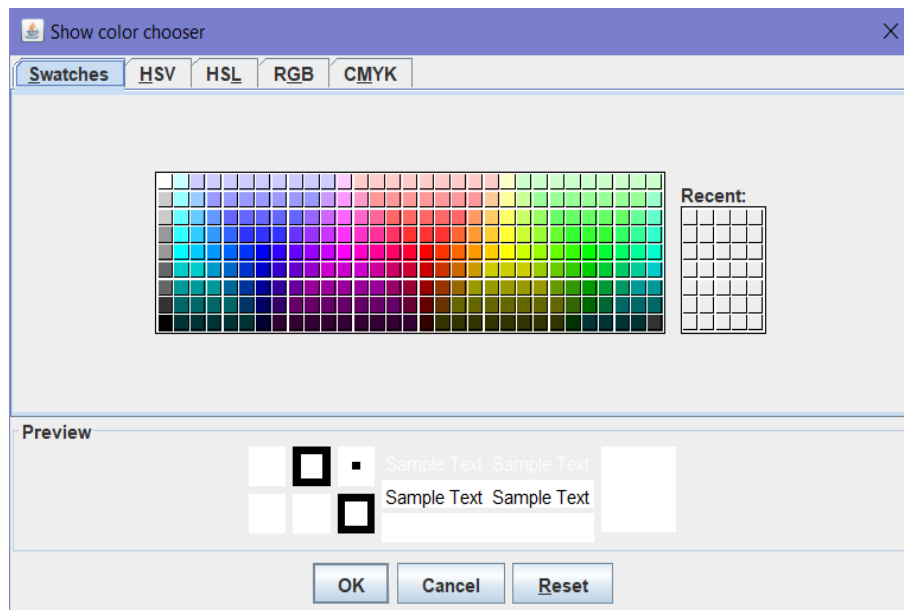 Show color chooser
Swatches HSV HSL RGB CMYK
Recent:
Preview
Sample Text Sample Text
Sample Text Sample Text
OK Cancel Reset